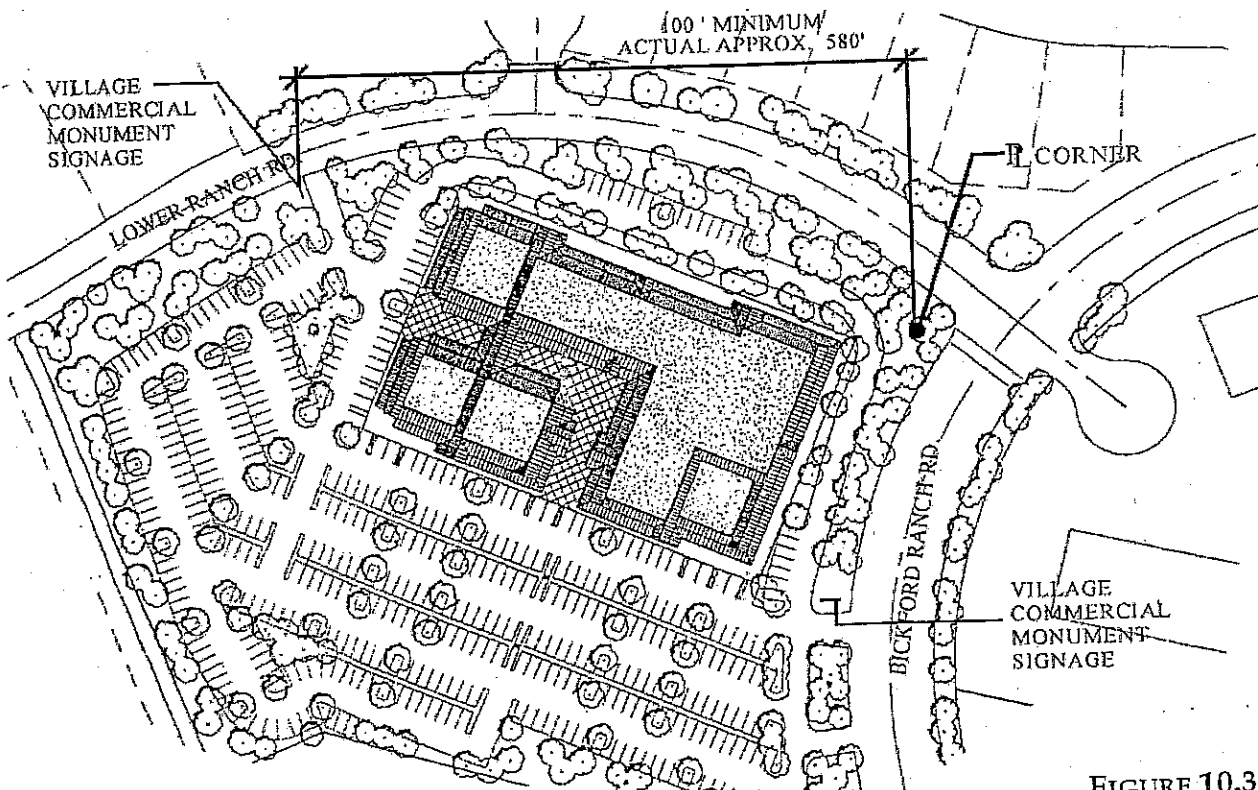 100' MINIMUM
ACTUAL APPROX. 580'
VILLAGE
COMMERCIAL
MONUMENT
SIGNAGE
LOWER RANCH RD
PL CORNER
BICKFORD RANCH RD
VILLAGE
COMMERCIAL
MONUMENT
SIGNAGE
FIGURE 10.3